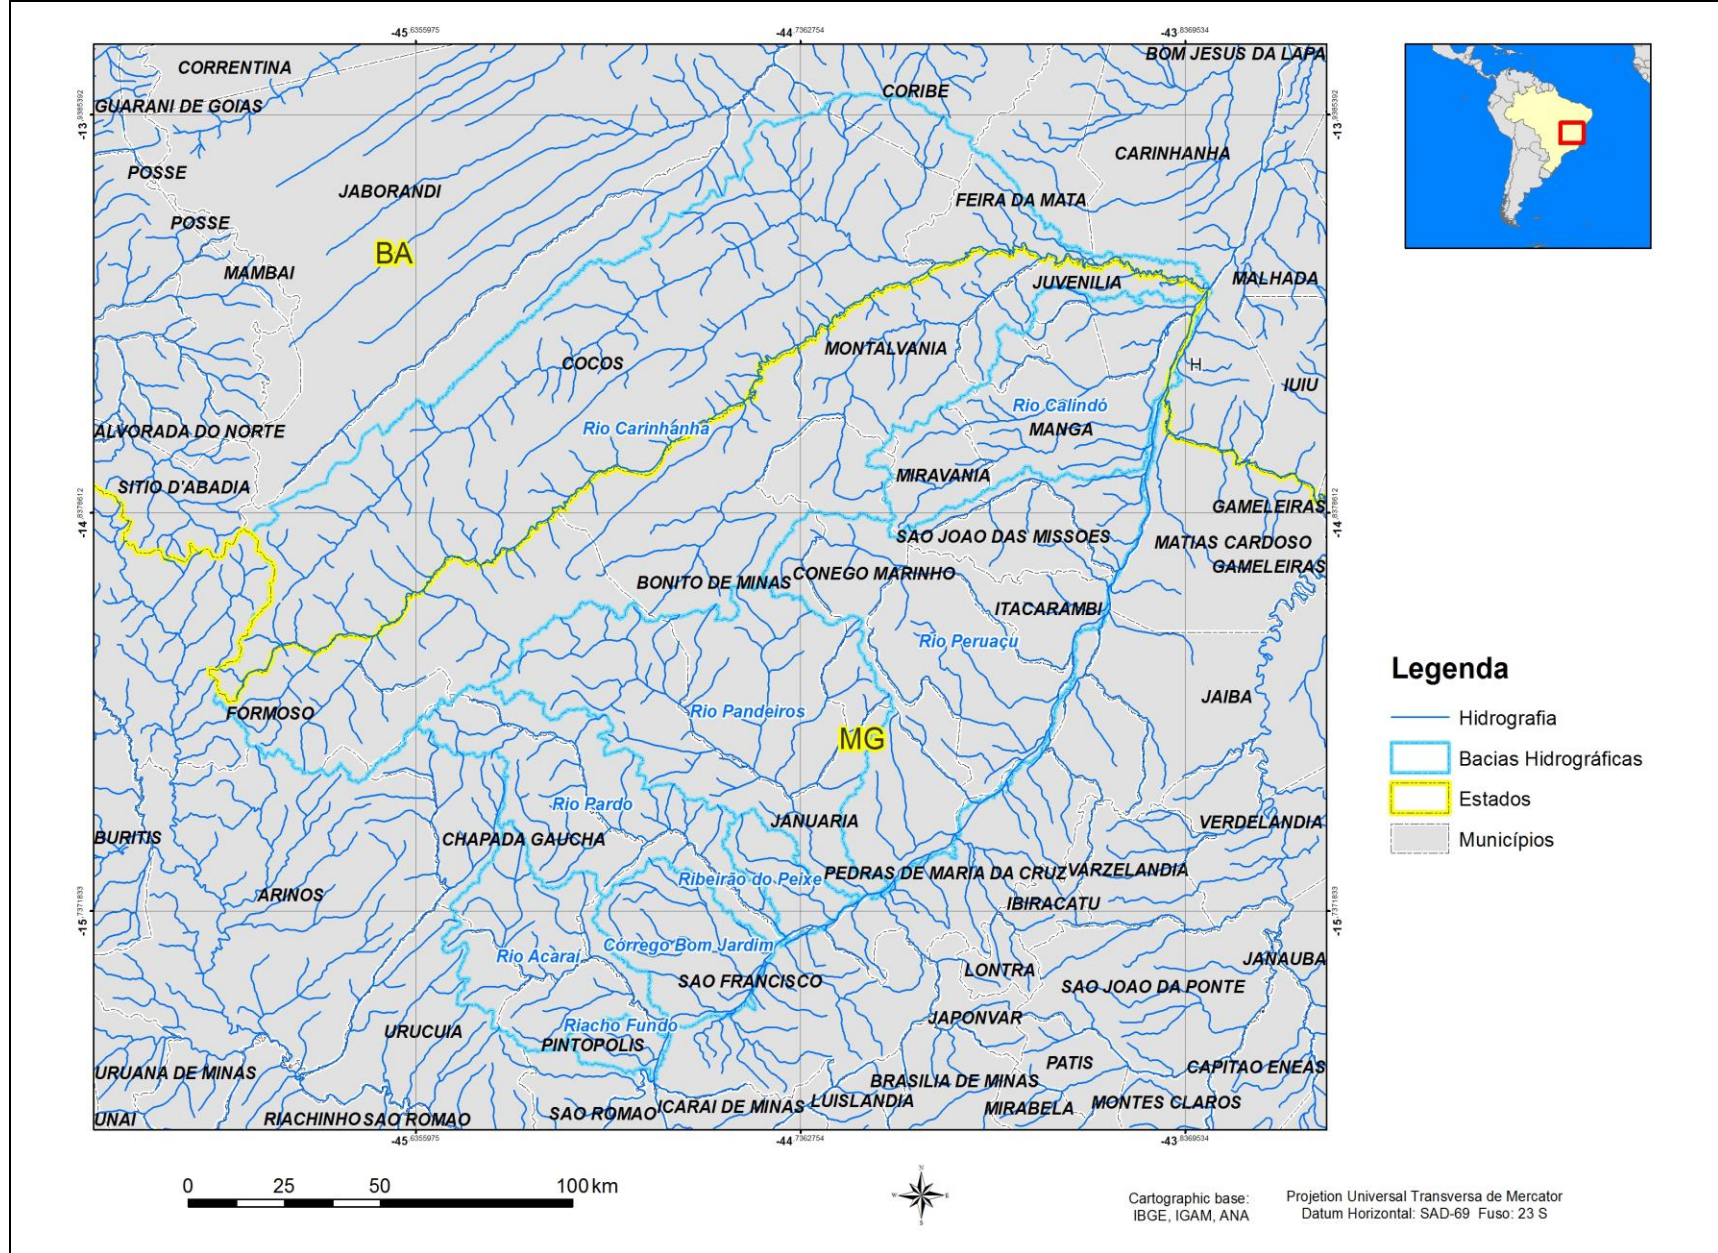 -45,6355975
-44,7362754
-43,8369534
CORRENTINA
BOM JESUS DA LAPA
GUARANI DE GOIAS
CORIBE
-13,9385392
-13,9385392
CARINHANHA
POSSE
JABORANDI
FEIRA DA MATA
POSSE
BA
MAMBAI
JUVENILIA
MALHADA
MONTALVANIA
COCOS
H
IUIU
Rio Calindó
Rio Carinhanha
MANGA
ALVORADA DO NORTE
MIRAVANIA
SITIO D'ABADIA
GAMELEIRAS
-14,8378612
-14,8378612
SAO JOAO DAS MISSOES
MATIAS CARDOSO
GAMELEIRAS
BONITO DE MINAS
CONEGO MARINHO
ITACARAMBI
Rio Peruaçu
JAIBA
FORMOSO
Rio Pandeiros
MG
Rio Pardo
JANUARIA
VERDELANDIA
BURITIS
CHAPADA GAUCHA
PEDRAS DE MARIA DA CRUZ
VARZELANDIA
Ribeirão do Peixe
ARINOS
IBIRACATU
-15,7371833
-15,7371833
Córrego Bom Jardim
Rio Acaraí
JANAUBA
LONTRA
SAO FRANCISCO
SAO JOAO DA PONTE
JAPONVAR
Riacho Fundo
URUCUIA
PINTOPOLIS
PATIS
CAPITAO ENEAS
URUANA DE MINAS
BRASILIA DE MINAS
LUISLANDIA
ICARAI DE MINAS
MIRABELA
MONTES CLAROS
SAO ROMAO
UNAI
RIACHINHO
SAO ROMAO
-45,6355975
-44,7362754
-43,8369534
Legenda
Hidrografia
Bacias Hidrográficas
Estados
Municípios
0 25 50 100 km
N
W E
S
Cartographic base:
IBGE, IGAM, ANA
Projetion Universal Transversa de Mercator
Datum Horizontal: SAD-69 Fuso: 23 S